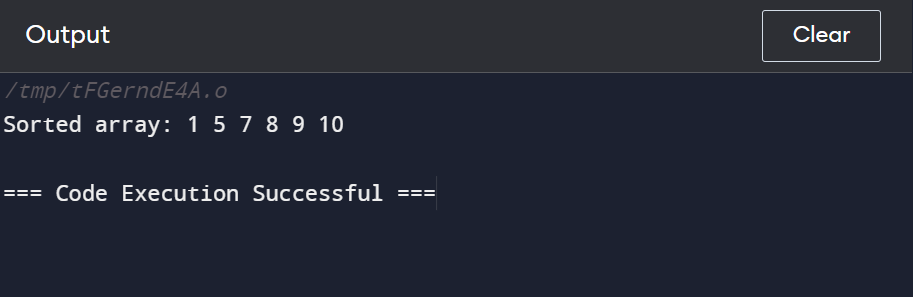 Output
Clear
/tmp/tFGerndE4A.o
Sorted array: 1 5 7 8 9 10
=== Code Execution Successful ===